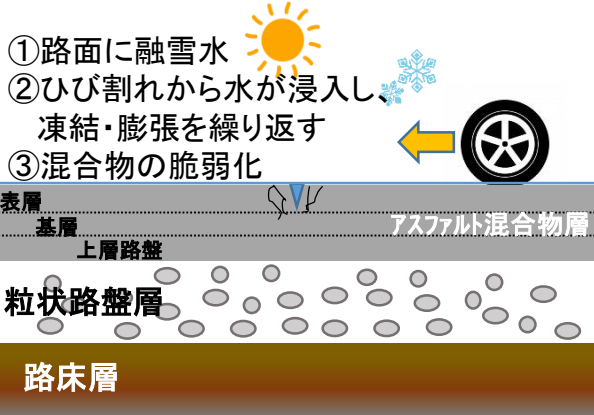 ①路面に融雪水
②ひび割れから水が浸入し、
凍結・膨張を繰り返す
③混合物の脆弱化
表層
基層
アスファルト混合物層
上層路盤
粒状路盤層
路床層